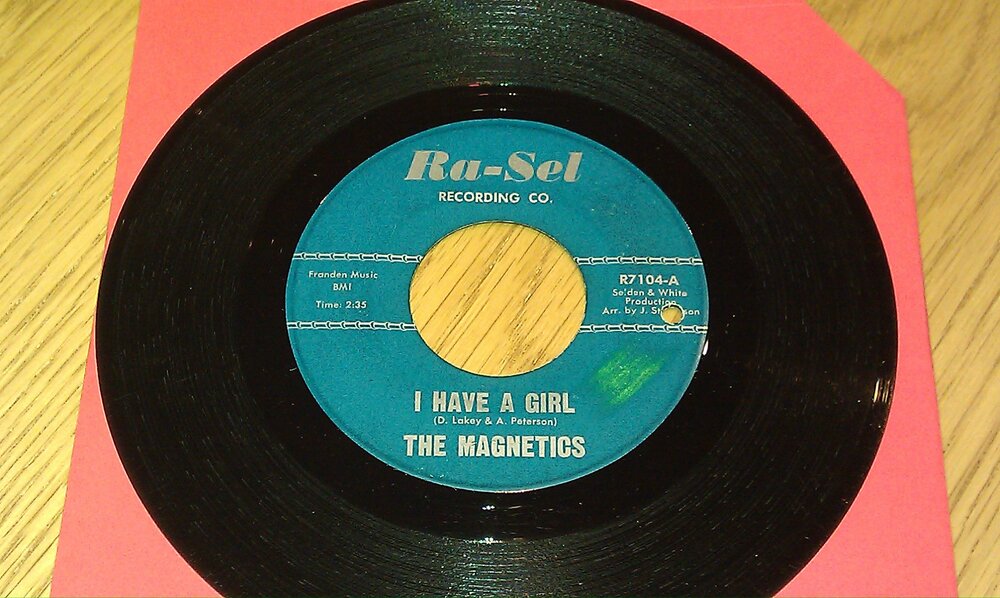 Ra-Sel
RECORDING CO.
Franden Music
BMI
Time: 2:35
R7104-A
Selden & White
Production
Arr. by J.
I HAVE A GIRL
(D. Lakey & A. Peterson)
THE MAGNETICS